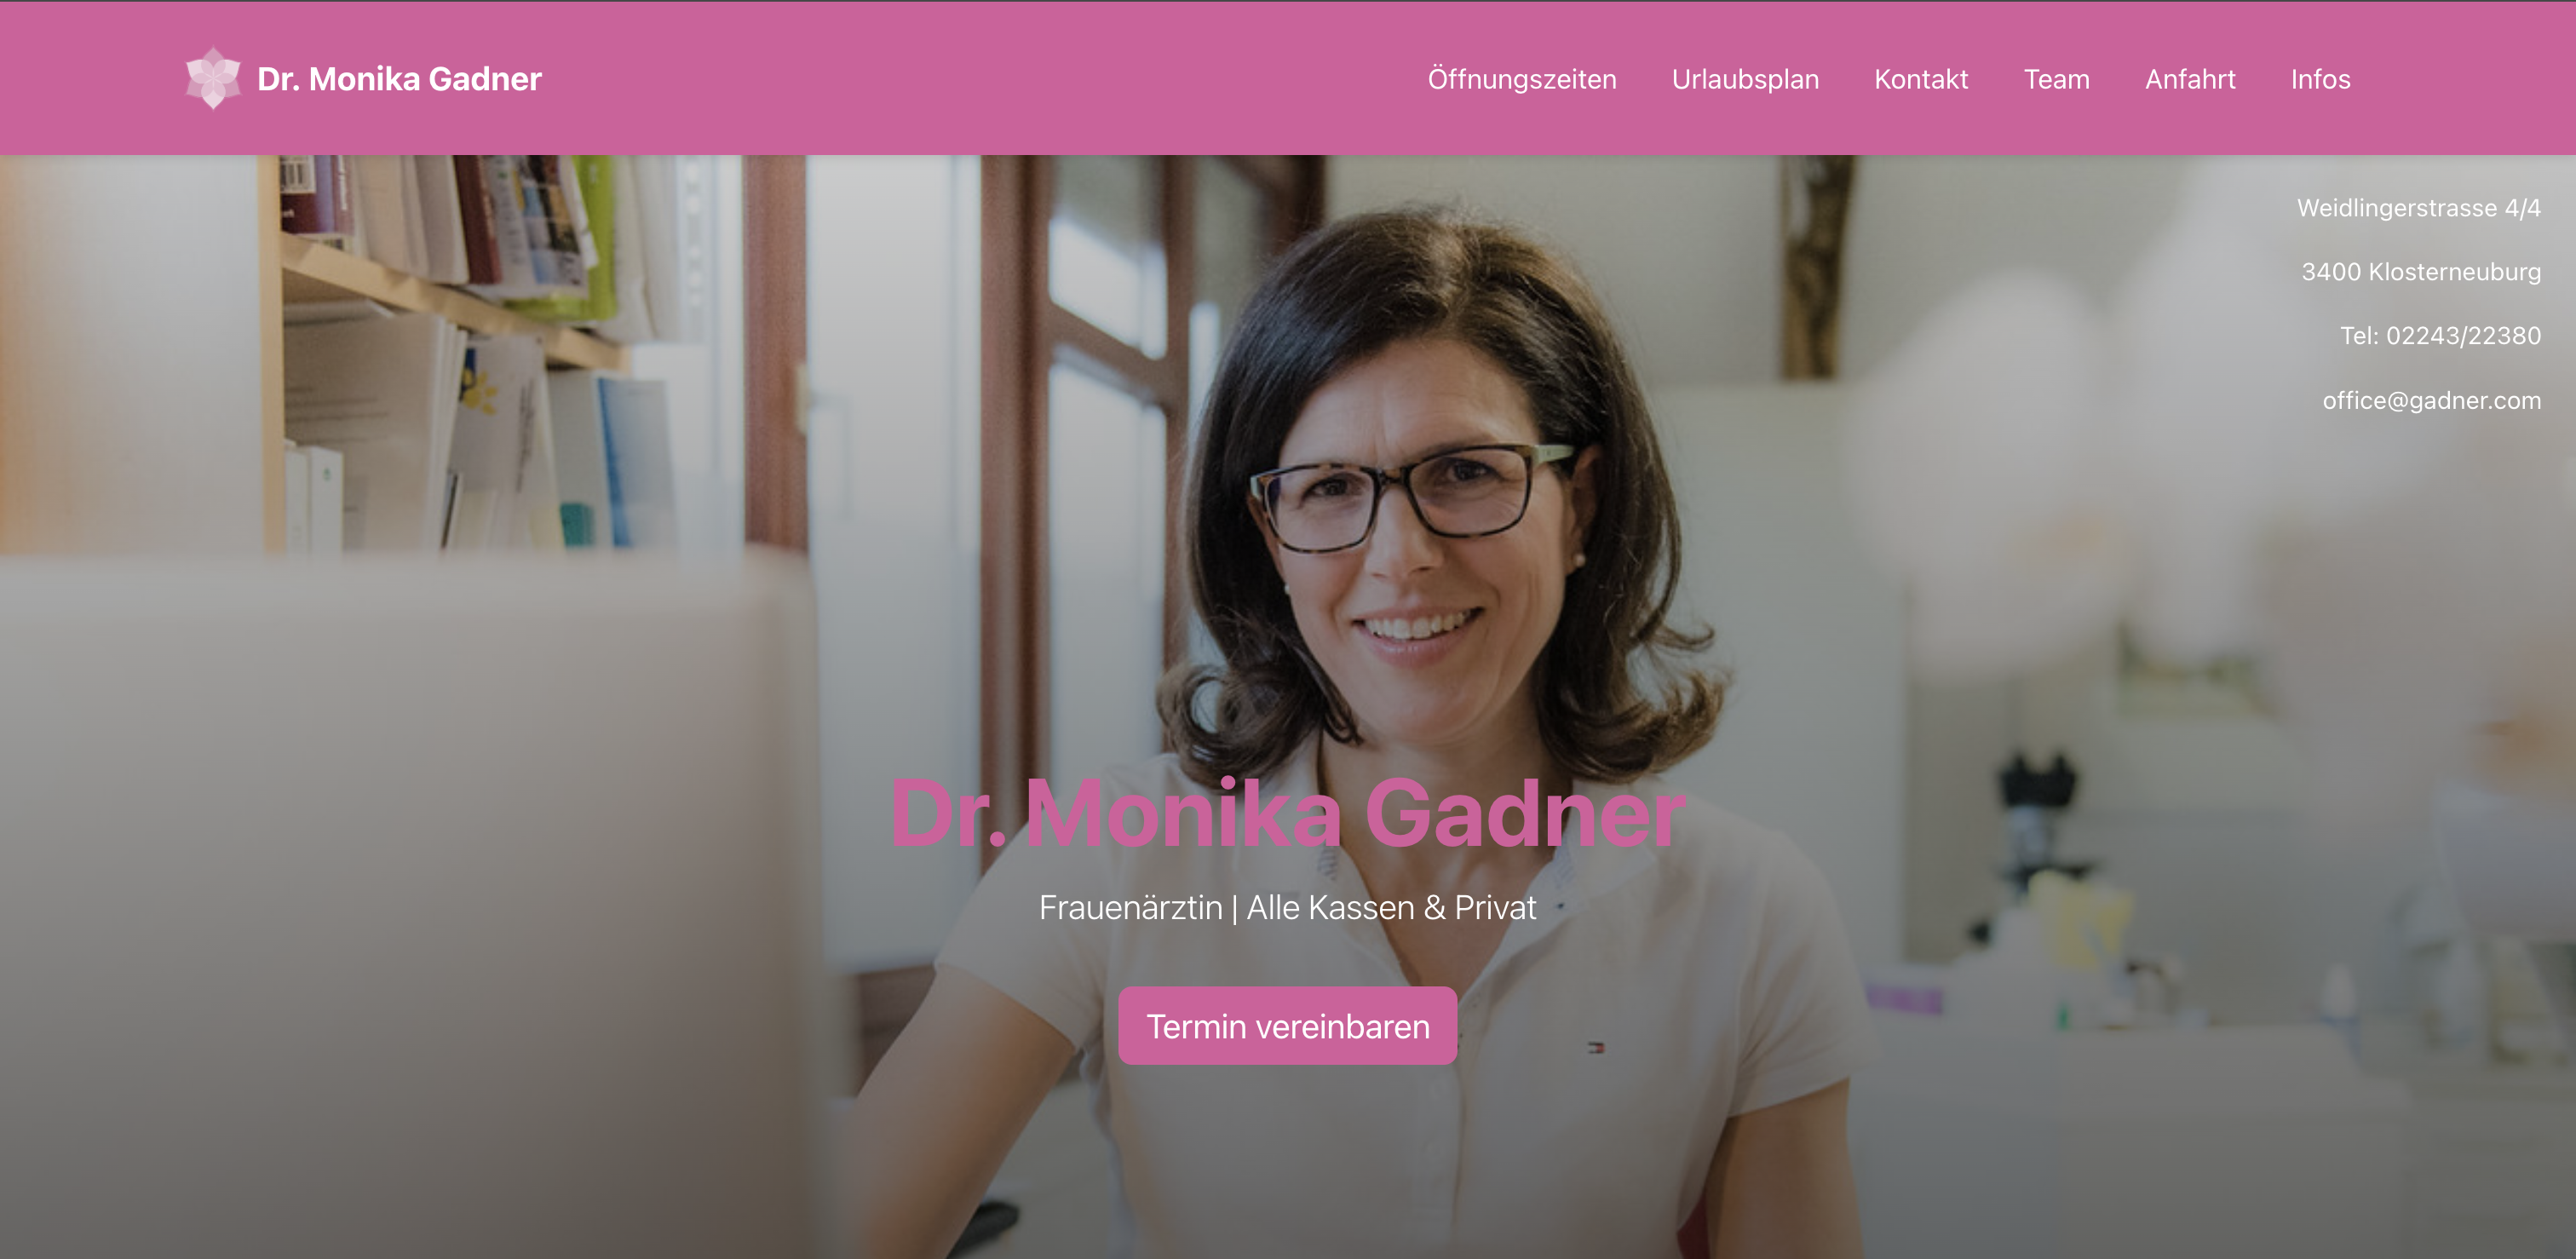 Dr. Monika Gadner
Öffnungszeiten Urlaubsplan Kontakt Team Anfahrt Infos
Weidlingerstrasse 4/4
3400 Klosterneuburg
Tel: 02243/22380
office@gadner.com
Dr. Monika Gadner
Frauenärztin | Alle Kassen & Privat
Termin vereinbaren